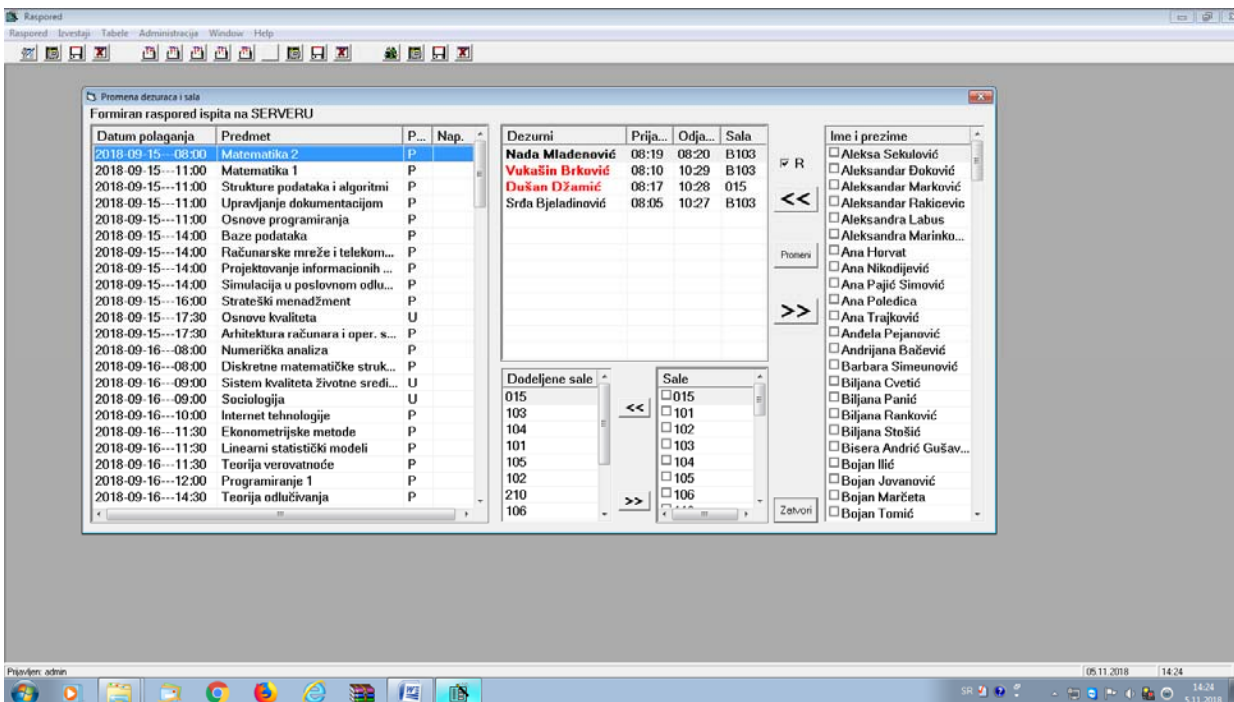 Raspored
Raspored Izvestaji Tabele Administracija Window Help
Promena dezuraca i sala
Formiran raspored ispita na SERVERU
Datum polaganja Predmet P... Nap.
2018-09-15---08:00 Matematika 2 P
2018-09-15---11:00 Matematika 1 P
2018-09-15---11:00 Strukture podataka i algoritmi P
2018-09-15---11:00 Upravljanje dokumentacijom P
2018-09-15---11:00 Osnove programiranja P
2018-09-15---14:00 Baze podataka P
2018-09-15---14:00 Računarske mreže i telekom... P
2018-09-15---14:00 Projektovanje informacionih ... P
2018-09-15---14:00 Simulacija u poslovnom odlu... P
2018-09-15---16:00 Strateški menadžment P
2018-09-15---17:30 Osnove kvaliteta U
2018-09-15---17:30 Arhitektura računara i oper. s... P
2018-09-16---08:00 Numerička analiza P
2018-09-16---08:00 Diskretne matematičke struk... P
2018-09-16---09:00 Sistem kvaliteta životne sredi... U
2018-09-16---09:00 Sociologija U
2018-09-16---10:00 Internet tehnologije P
2018-09-16---11:30 Ekonometrijske metode P
2018-09-16---11:30 Linearni statistički modeli P
2018-09-16---11:30 Teorija verovatnoće P
2018-09-16---12:00 Programiranje 1 P
2018-09-16---14:30 Teorija odlučivanja P
Dezurni Prija... Odja... Sala
Nada Mladenović 08:19 08:20 B103
Vukašin Brković 08:10 10:29 B103
Dušan Džamić 08:17 10:28 015
Srđa Bjeladinović 08:05 10:27 B103
R
<<
Promeni
>>
Zatvori
Dodeljene sale
015
103
104
101
105
102
210
106
<<
>>
Sale
015
101
102
103
104
105
106
Ime i prezime
Aleksa Sekulović
Aleksandar Đoković
Aleksandar Marković
Aleksandar Rakicevic
Aleksandra Labus
Aleksandra Marinko...
Ana Horvat
Ana Nikodijević
Ana Pajić Simović
Ana Poledica
Ana Trajković
Anđela Pejanović
Andrijana Bačević
Barbara Simeunović
Biljana Cvetić
Biljana Panić
Biljana Ranković
Biljana Stošić
Bisera Andrić Gušav...
Bojan Ilić
Bojan Jovanović
Bojan Marčeta
Bojan Tomić
Prijavljen: admin
05.11.2018 14:24
SR
14:24
5.11.2018